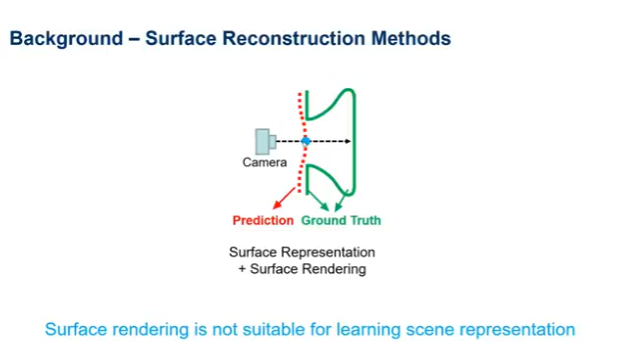 Background – Surface Reconstruction Methods
Camera
Prediction Ground Truth
Surface Representation
+ Surface Rendering
Surface rendering is not suitable for learning scene representation